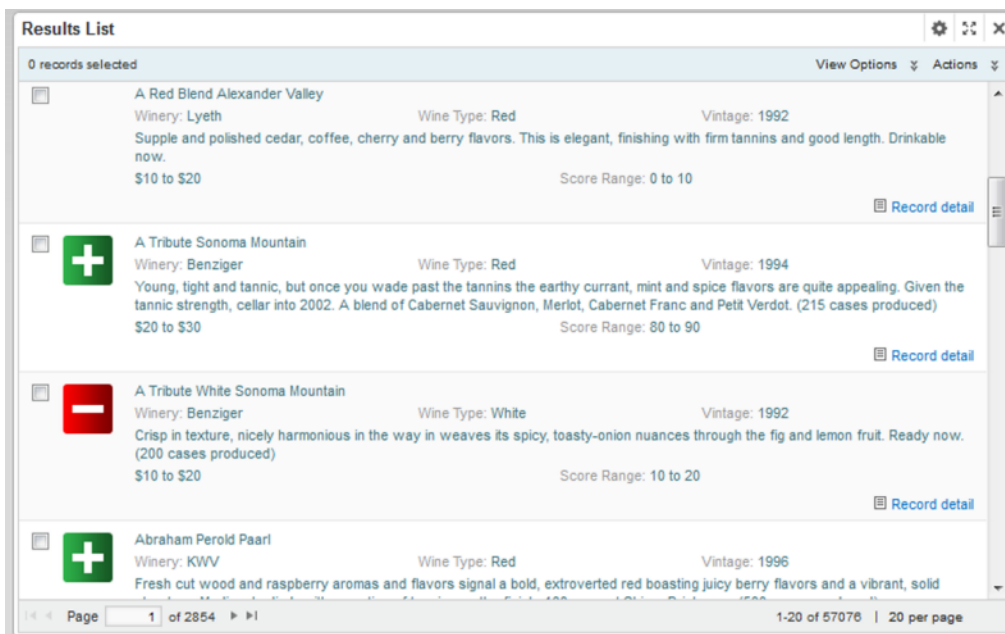 Results List
0 records selected View Options Actions
A Red Blend Alexander Valley
Winery: Lyeth Wine Type: Red Vintage: 1992
Supple and polished cedar, coffee, cherry and berry flavors. This is elegant, finishing with firm tannins and good length. Drinkable
now.
$10 to $20 Score Range: 0 to 10
Record detail
A Tribute Sonoma Mountain
Winery: Benziger Wine Type: Red Vintage: 1994
Young, tight and tannic, but once you wade past the tannins the earthy currant, mint and spice flavors are quite appealing. Given the
tannic strength, cellar into 2002. A blend of Cabernet Sauvignon, Merlot, Cabernet Franc and Petit Verdot. (215 cases produced)
$20 to $30 Score Range: 80 to 90
Record detail
A Tribute White Sonoma Mountain
Winery: Benziger Wine Type: White Vintage: 1992
Crisp in texture, nicely harmonious in the way in weaves its spicy, toasty-onion nuances through the fig and lemon fruit. Ready now.
(200 cases produced)
$10 to $20 Score Range: 10 to 20
Record detail
Abraham Perold Paarl
Winery: KWV Wine Type: Red Vintage: 1996
Fresh cut wood and raspberry aromas and flavors signal a bold, extroverted red boasting juicy berry flavors and a vibrant, solid
Page 1 of 2854 1-20 of 57076 | 20 per page